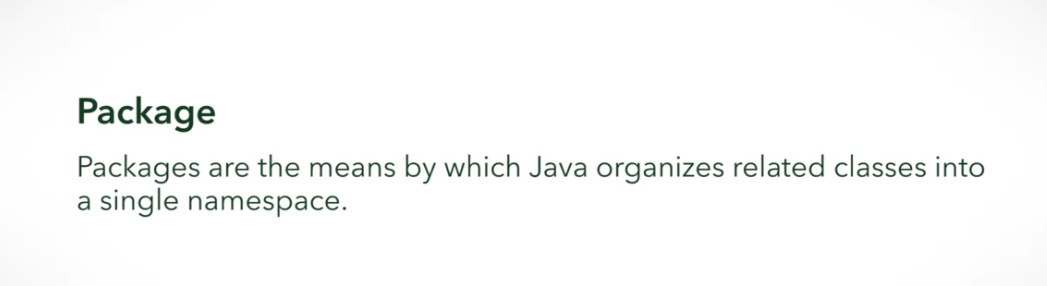 Package
Packages are the means by which Java organizes related classes into
a single namespace.